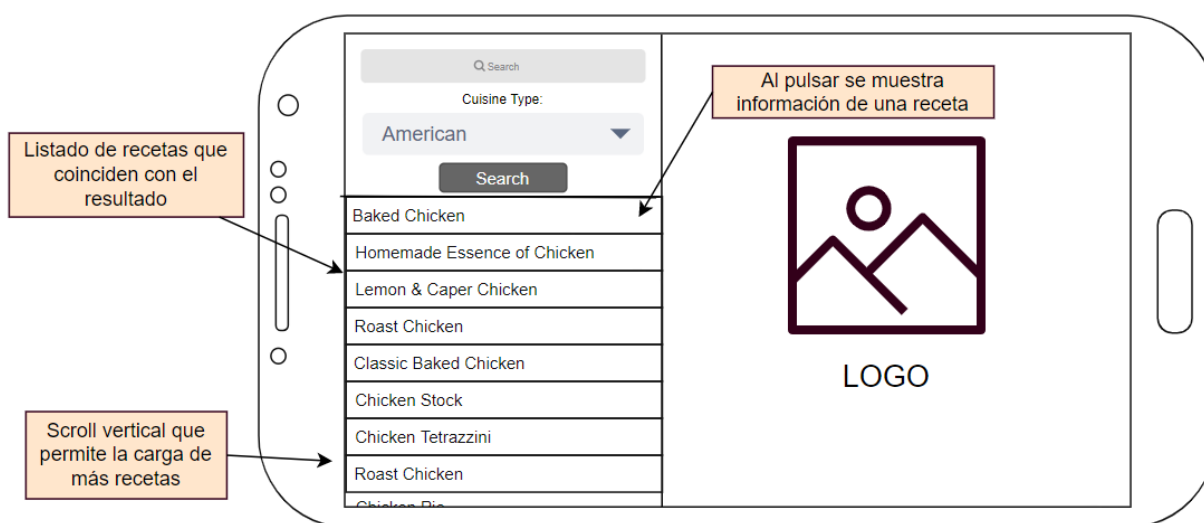 Search
Cuisine Type:
American
Search
Baked Chicken
Homemade Essence of Chicken
Lemon & Caper Chicken
Roast Chicken
Classic Baked Chicken
Chicken Stock
Chicken Tetrazzini
Roast Chicken
Chicken Pie
Listado de recetas que
coinciden con el
resultado
Scroll vertical que
permite la carga de
más recetas
Al pulsar se muestra
información de una receta
LOGO